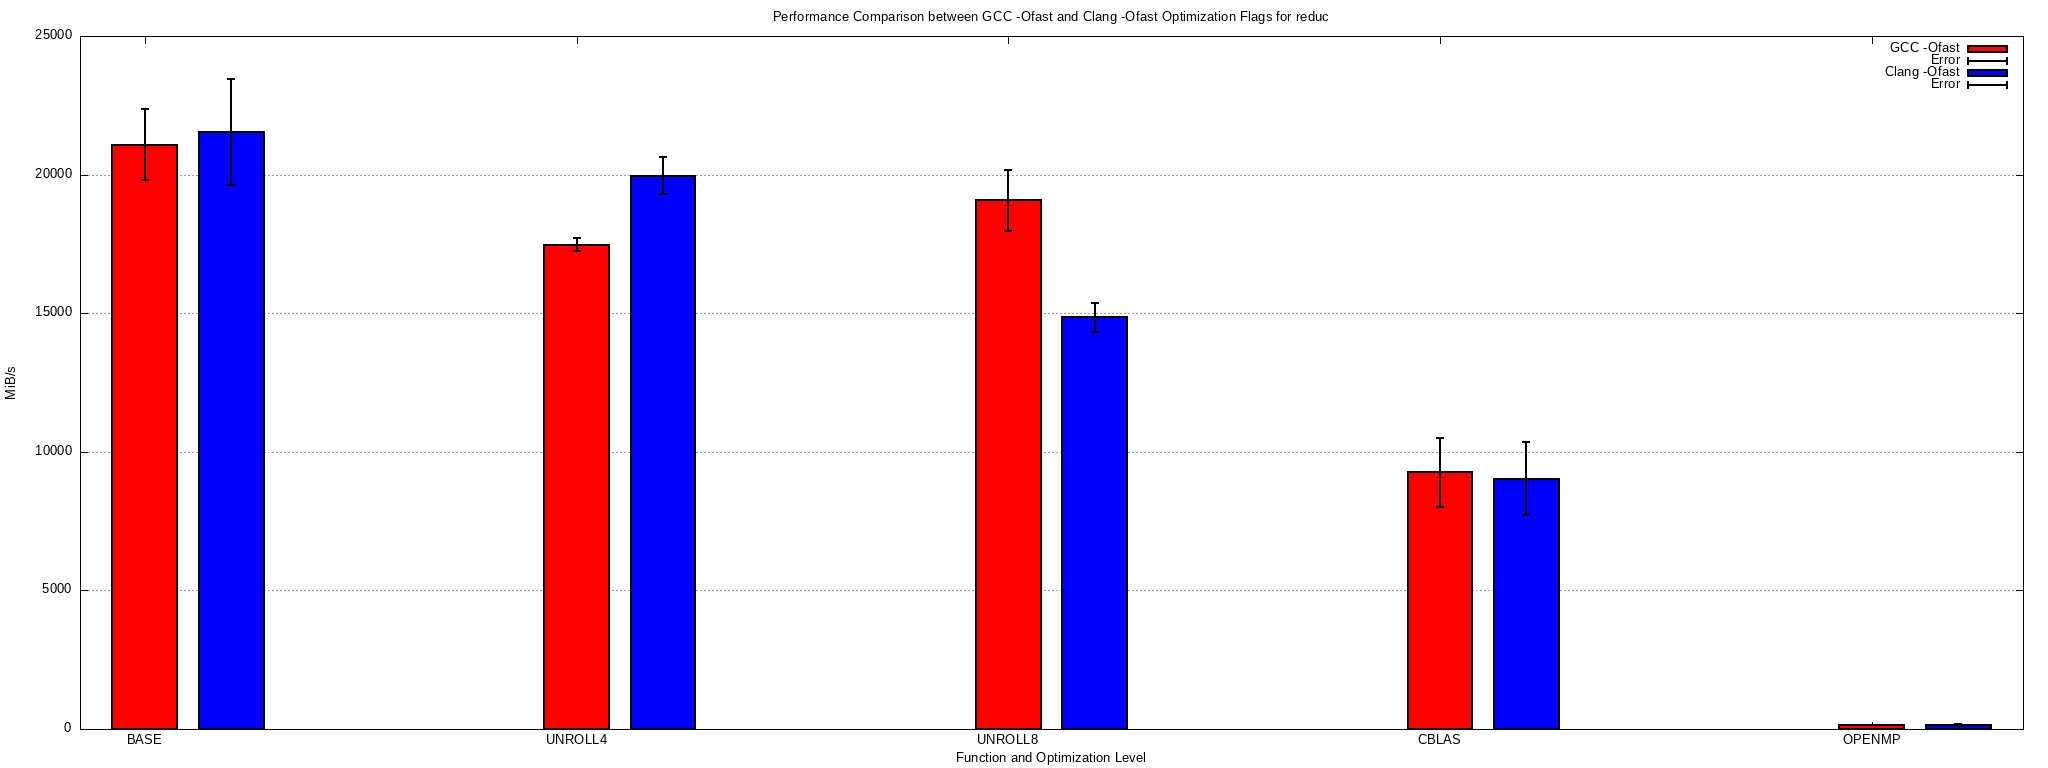 Performance Comparison between GCC -Ofast and Clang -Ofast Optimization Flags for reduc
25000
20000
15000
10000
5000
0
MiB/s
GCC -Ofast
Error
Clang -Ofast
Error
BASE UNROLL4 UNROLL8 CBLAS OPENMP
Function and Optimization Level